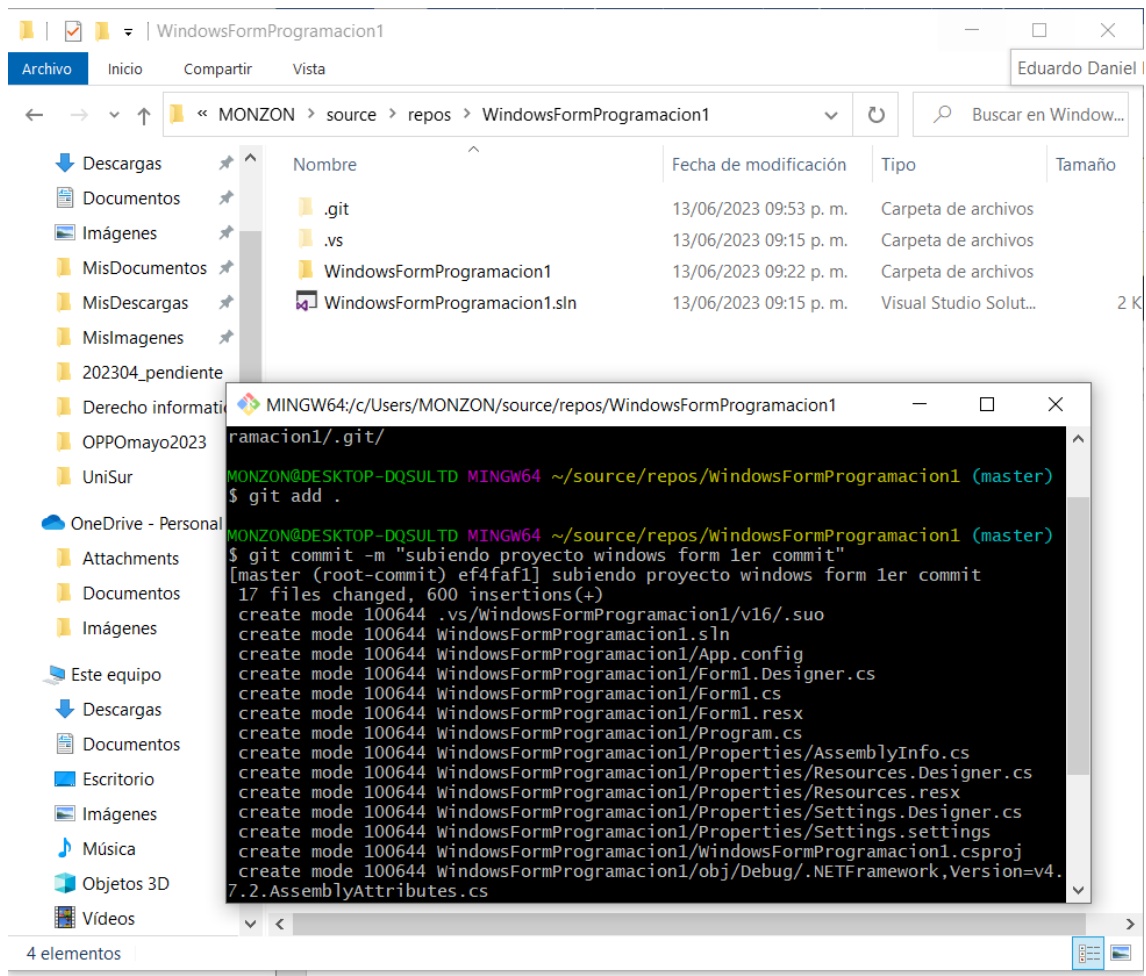 WindowsFormProgramacion1
Archivo Inicio Compartir Vista
Eduardo Daniel
« MONZON > source > repos > WindowsFormProgramacion1
Buscar en Window...
Descargas
Documentos
Imágenes
MisDocumentos
MisDescargas
MisImagenes
202304_pendiente
Derecho informati
OPPOmayo2023
UniSur
OneDrive - Personal
Attachments
Documentos
Imágenes
Este equipo
Descargas
Documentos
Escritorio
Imágenes
Música
Objetos 3D
Vídeos
Nombre Fecha de modificación Tipo Tamaño
.git 13/06/2023 09:53 p. m. Carpeta de archivos
.vs 13/06/2023 09:15 p. m. Carpeta de archivos
WindowsFormProgramacion1 13/06/2023 09:22 p. m. Carpeta de archivos
WindowsFormProgramacion1.sln 13/06/2023 09:15 p. m. Visual Studio Solut... 2 K
MINGW64:/c/Users/MONZON/source/repos/WindowsFormProgramacion1
ramacion1/.git/
MONZON@DESKTOP-DQSULTD MINGW64 ~/source/repos/WindowsFormProgramacion1 (master)
$ git add .
MONZON@DESKTOP-DQSULTD MINGW64 ~/source/repos/WindowsFormProgramacion1 (master)
$ git commit -m "subiendo proyecto windows form 1er commit"
[master (root-commit) ef4faf1] subiendo proyecto windows form 1er commit
17 files changed, 600 insertions(+)
create mode 100644 .vs/WindowsFormProgramacion1/v16/.suo
create mode 100644 WindowsFormProgramacion1.sln
create mode 100644 WindowsFormProgramacion1/App.config
create mode 100644 WindowsFormProgramacion1/Form1.Designer.cs
create mode 100644 WindowsFormProgramacion1/Form1.cs
create mode 100644 WindowsFormProgramacion1/Form1.resx
create mode 100644 WindowsFormProgramacion1/Program.cs
create mode 100644 WindowsFormProgramacion1/Properties/AssemblyInfo.cs
create mode 100644 WindowsFormProgramacion1/Properties/Resources.Designer.cs
create mode 100644 WindowsFormProgramacion1/Properties/Resources.resx
create mode 100644 WindowsFormProgramacion1/Properties/Settings.Designer.cs
create mode 100644 WindowsFormProgramacion1/Properties/Settings.settings
create mode 100644 WindowsFormProgramacion1/WindowsFormProgramacion1.csproj
create mode 100644 WindowsFormProgramacion1/obj/Debug/.NETFramework,Version=v4.
7.2.AssemblyAttributes.cs
4 elementos